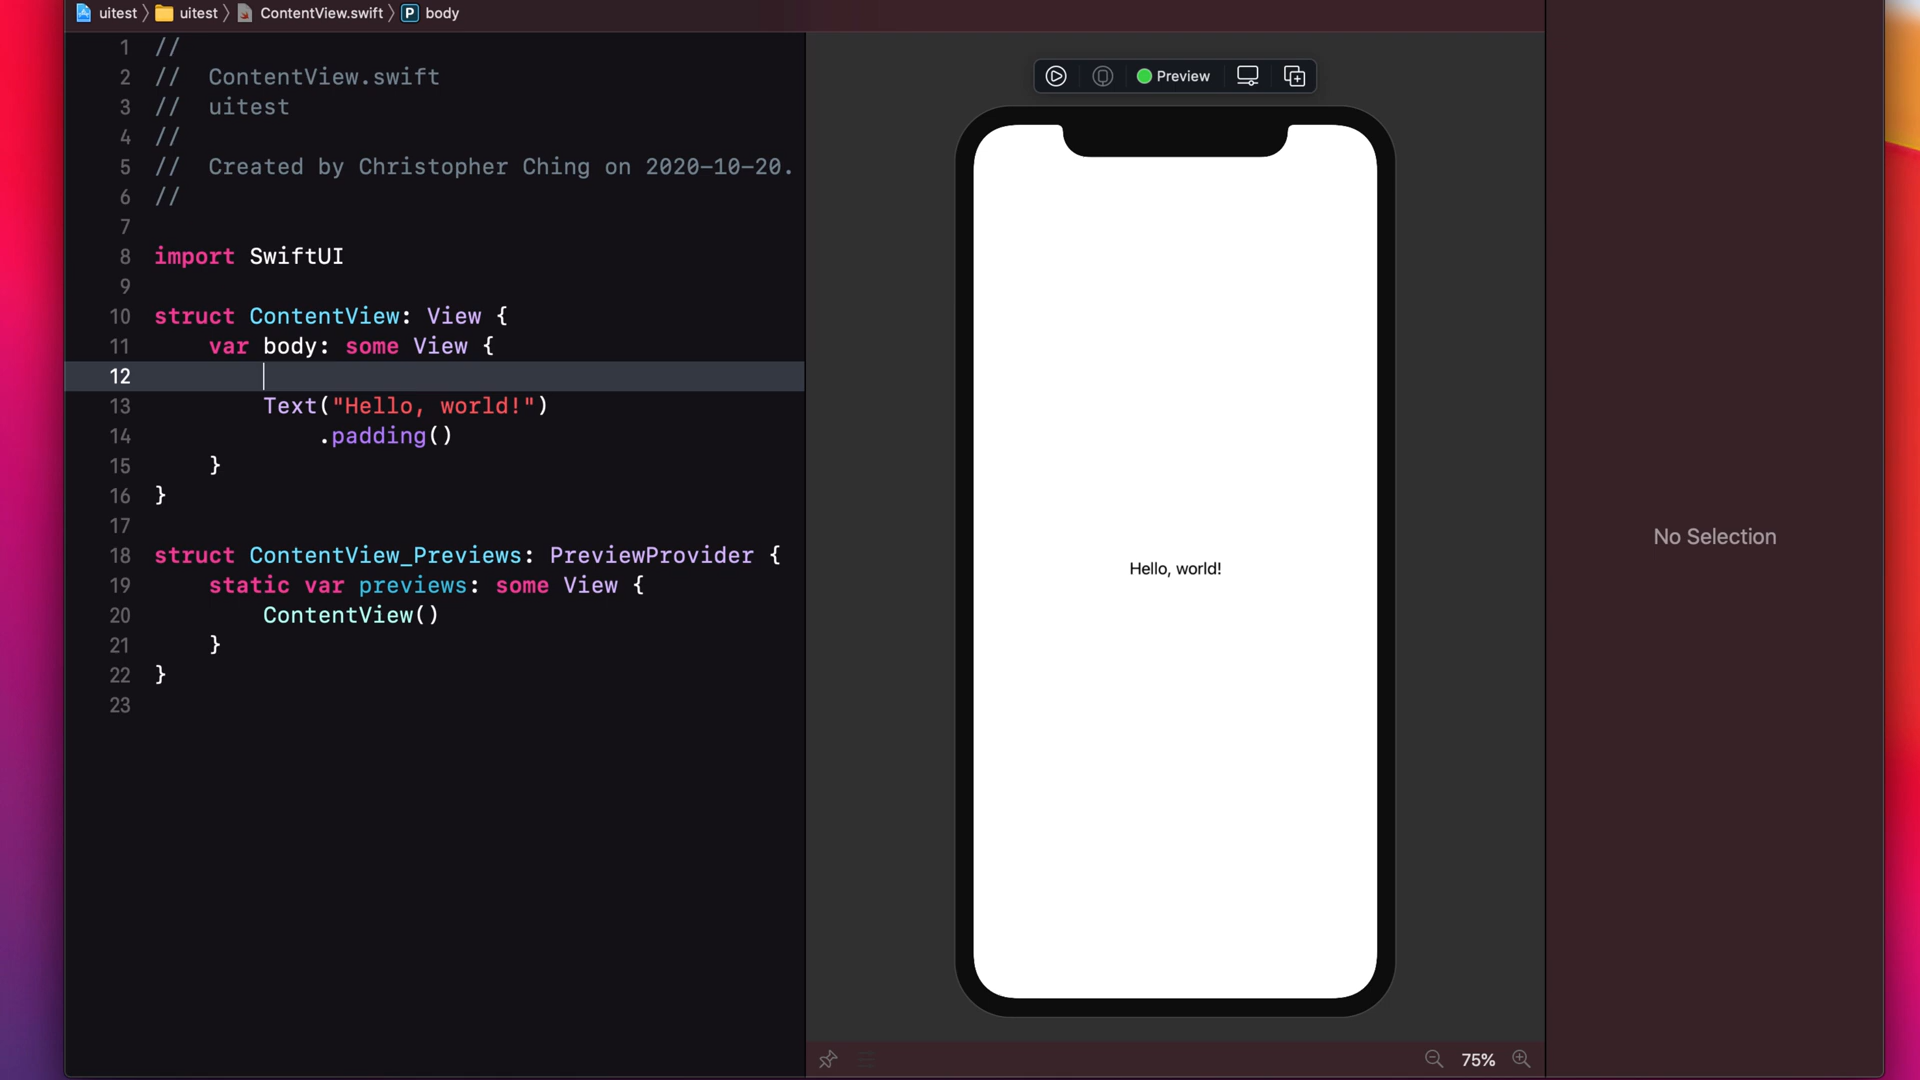 uitest 〉 uitest 〉 ContentView.swift 〉 P body
1 //
2 //  ContentView.swift
3 //  uitest
4 //
5 //  Created by Christopher Ching on 2020-10-20.
6 //
7
8 import SwiftUI
9
10 struct ContentView: View {
11     var body: some View {
12
13         Text("Hello, world!")
14             .padding()
15     }
16 }
17
18 struct ContentView_Previews: PreviewProvider {
19     static var previews: some View {
20         ContentView()
21     }
22 }
23
Preview
Hello, world!
75%
No Selection